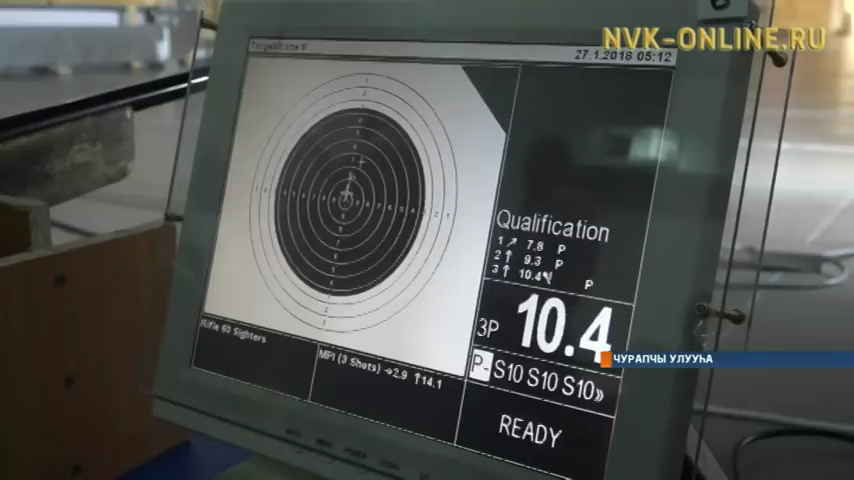 NVK-ONLINE.RU
27.1.2018 05:12
Qualification
1 ↗ 7.8 P
2 ↑ 9.3 P
3 ↑ 10.4 P
3P 10.4
ЧУРАПЧЫ УЛУУҺА
P- S10 S10 S10»
Rifle 60 Sighters
MPI (3 Shots) →2.9 ↑14.1
READY